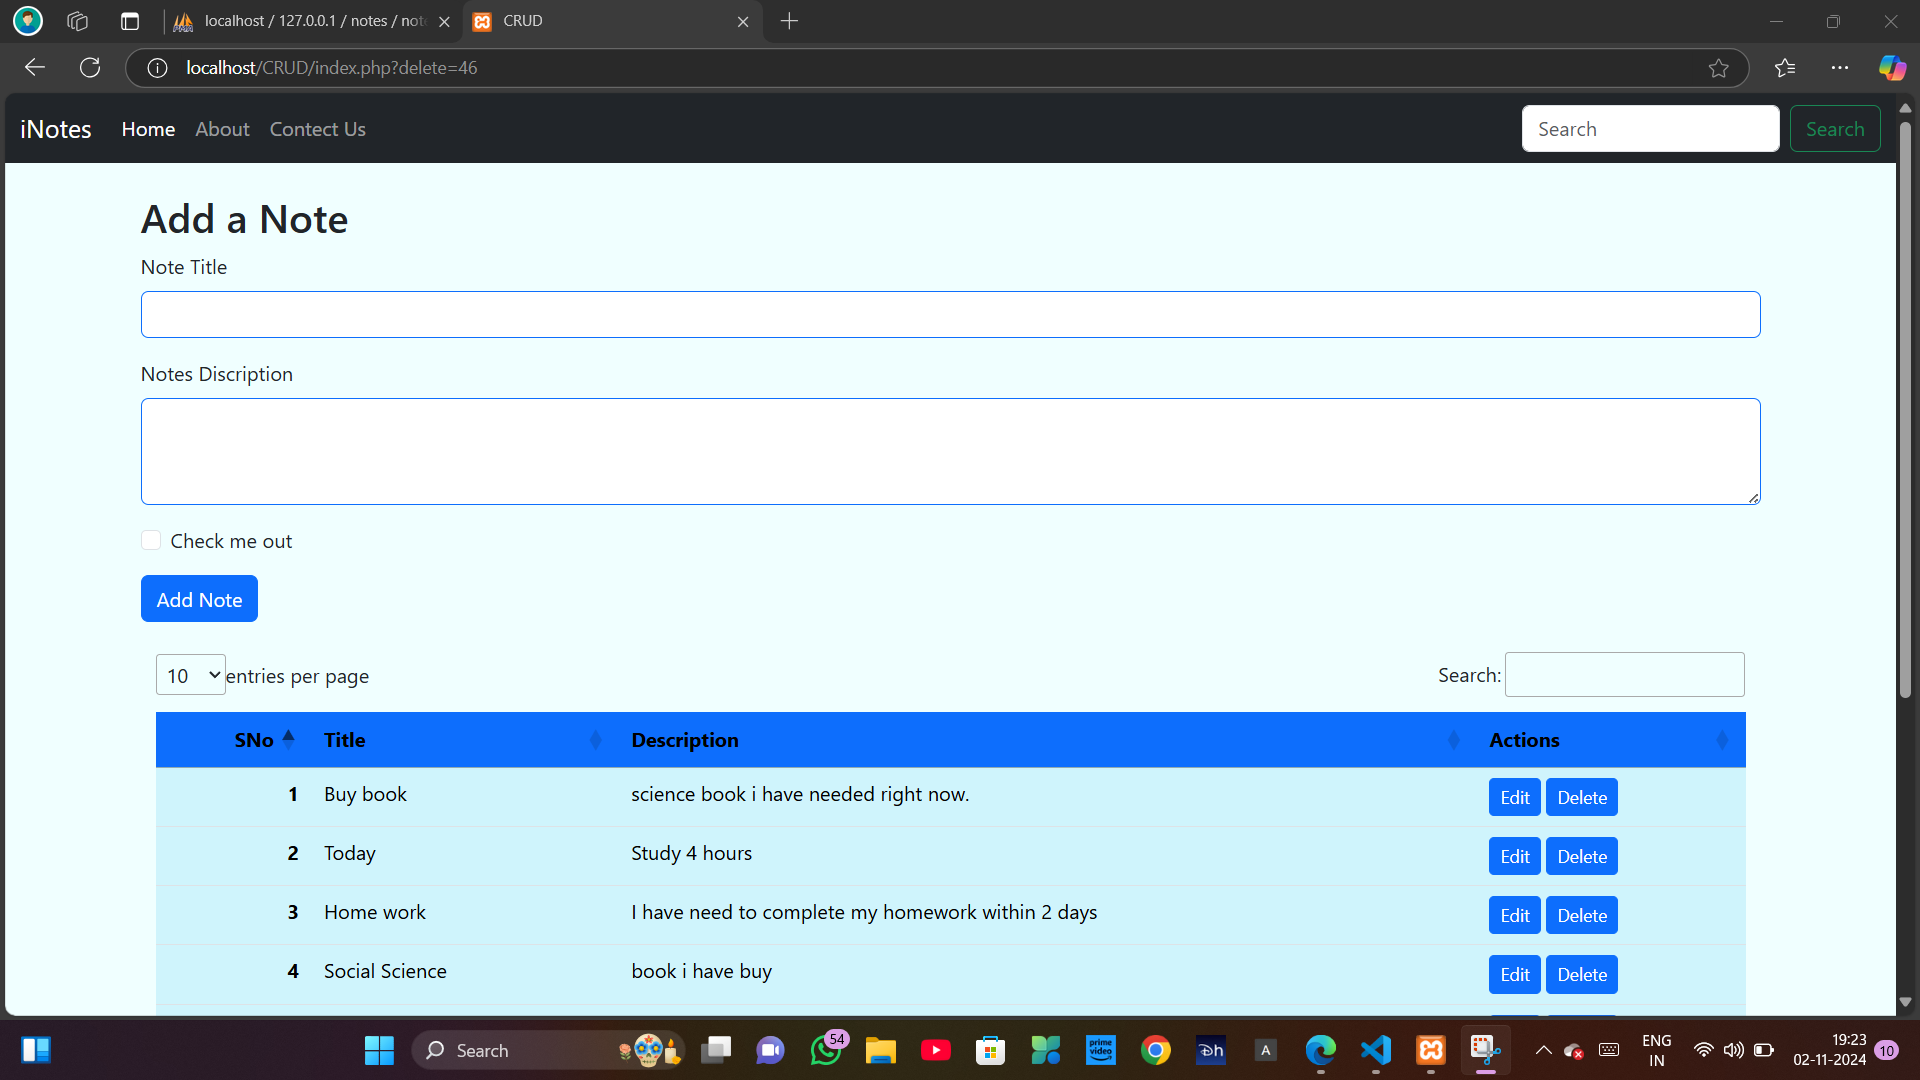 localhost / 127.0.0.1 / notes / note
CRUD
localhost/CRUD/index.php?delete=46
iNotes Home About Contect Us Search Search
Add a Note
Note Title
Notes Discription
Check me out
Add Note
10 entries per page Search:
SNo Title Description Actions
1 Buy book science book i have needed right now. Edit Delete
2 Today Study 4 hours Edit Delete
3 Home work I have need to complete my homework within 2 days Edit Delete
4 Social Science book i have buy Edit Delete
Search 54 prime video Dh A ENG IN 19:23 02-11-2024 10